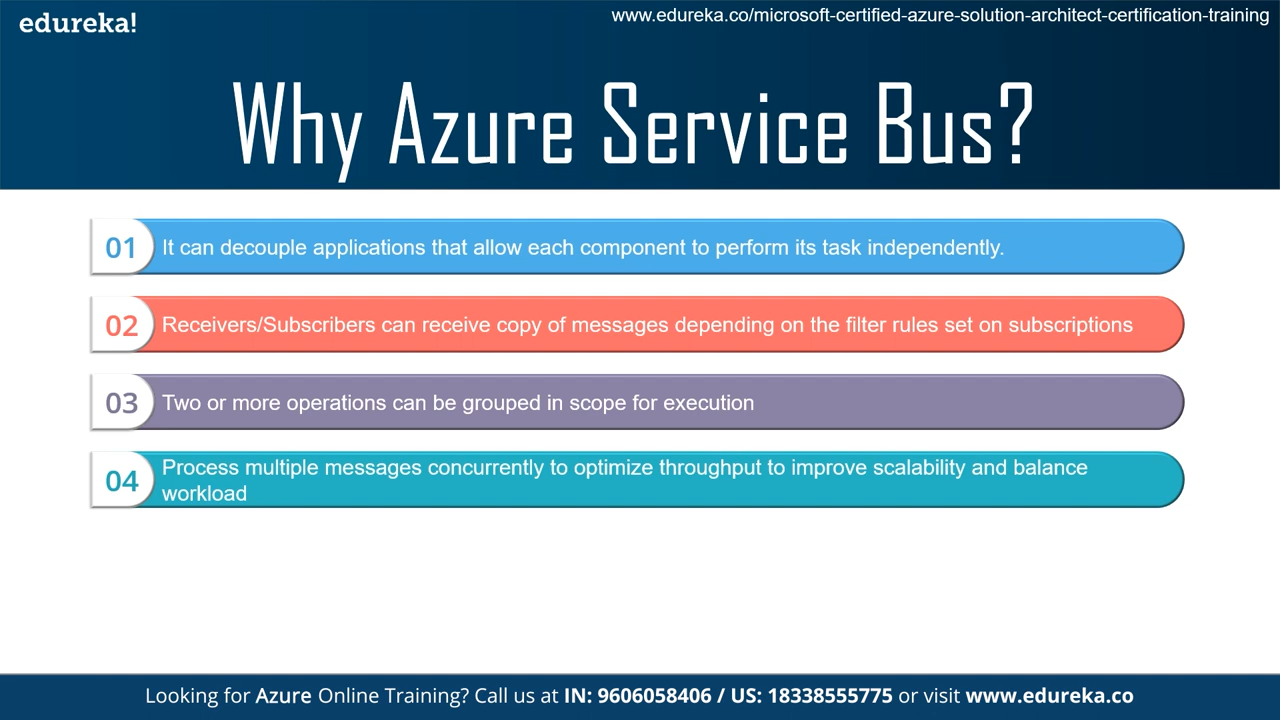 edureka!
www.edureka.co/microsoft-certified-azure-solution-architect-certification-training
Why Azure Service Bus?
01 It can decouple applications that allow each component to perform its task independently.
02 Receivers/Subscribers can receive copy of messages depending on the filter rules set on subscriptions
03 Two or more operations can be grouped in scope for execution
04 Process multiple messages concurrently to optimize throughput to improve scalability and balance
workload
Looking for Azure Online Training? Call us at IN: 9606058406 / US: 18338555775 or visit www.edureka.co